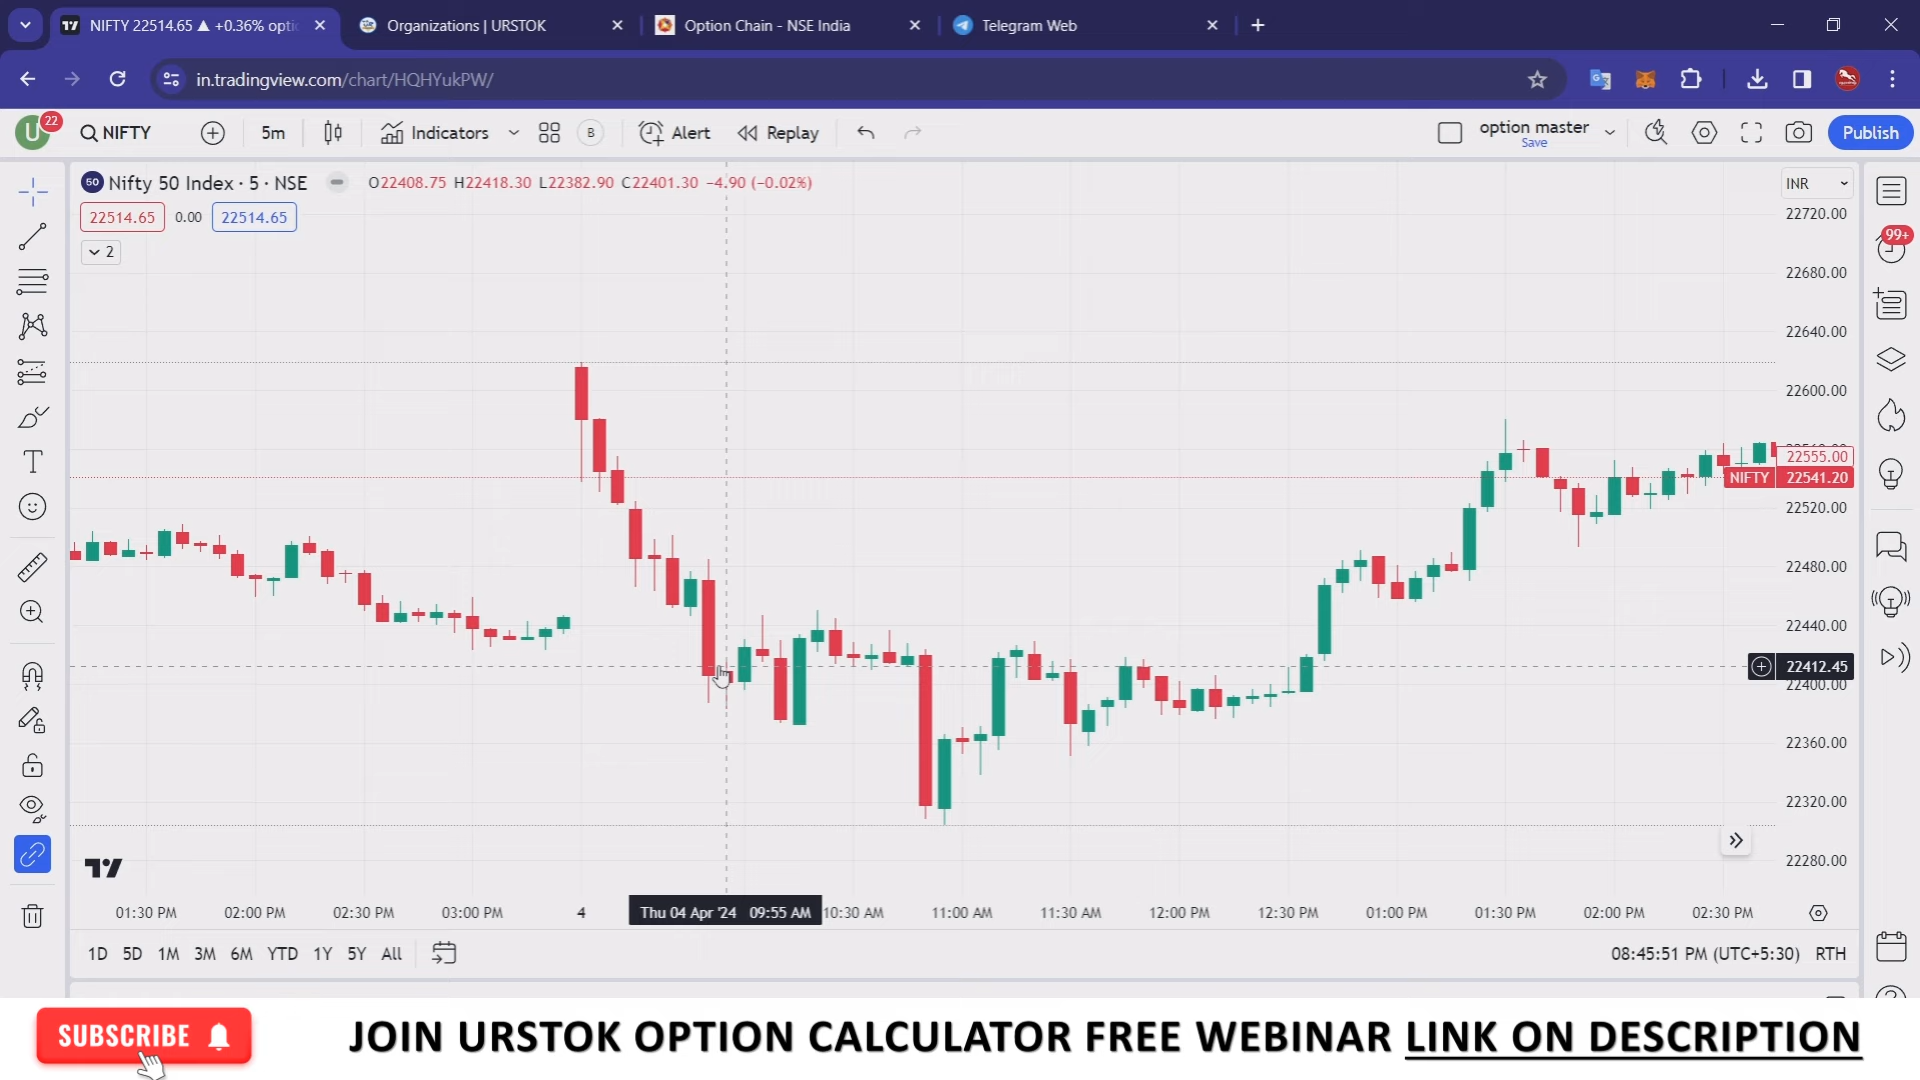 NIFTY 22514.65 ▲ +0.36% optic
Organizations | URSTOK
Option Chain - NSE India
Telegram Web
in.tradingview.com/chart/HQHYukPW/
U 22
NIFTY
5m
Indicators
B
Alert
Replay
option master
Save
Publish
50 Nifty 50 Index · 5 · NSE
O22408.75 H22418.30 L22382.90 C22401.30 −4.90 (−0.02%)
INR
22514.65 0.00 22514.65
2
99+
22720.00
22680.00
22640.00
22600.00
22555.00
NIFTY 22541.20
22520.00
22480.00
22440.00
22412.45
22400.00
22360.00
22320.00
22280.00
01:30 PM 02:00 PM 02:30 PM 03:00 PM 4 Thu 04 Apr '24 09:55 AM 10:30 AM 11:00 AM 11:30 AM 12:00 PM 12:30 PM 01:00 PM 01:30 PM 02:00 PM 02:30 PM
1D 5D 1M 3M 6M YTD 1Y 5Y All
08:45:51 PM (UTC+5:30) RTH
SUBSCRIBE
JOIN URSTOK OPTION CALCULATOR FREE WEBINAR LINK ON DESCRIPTION